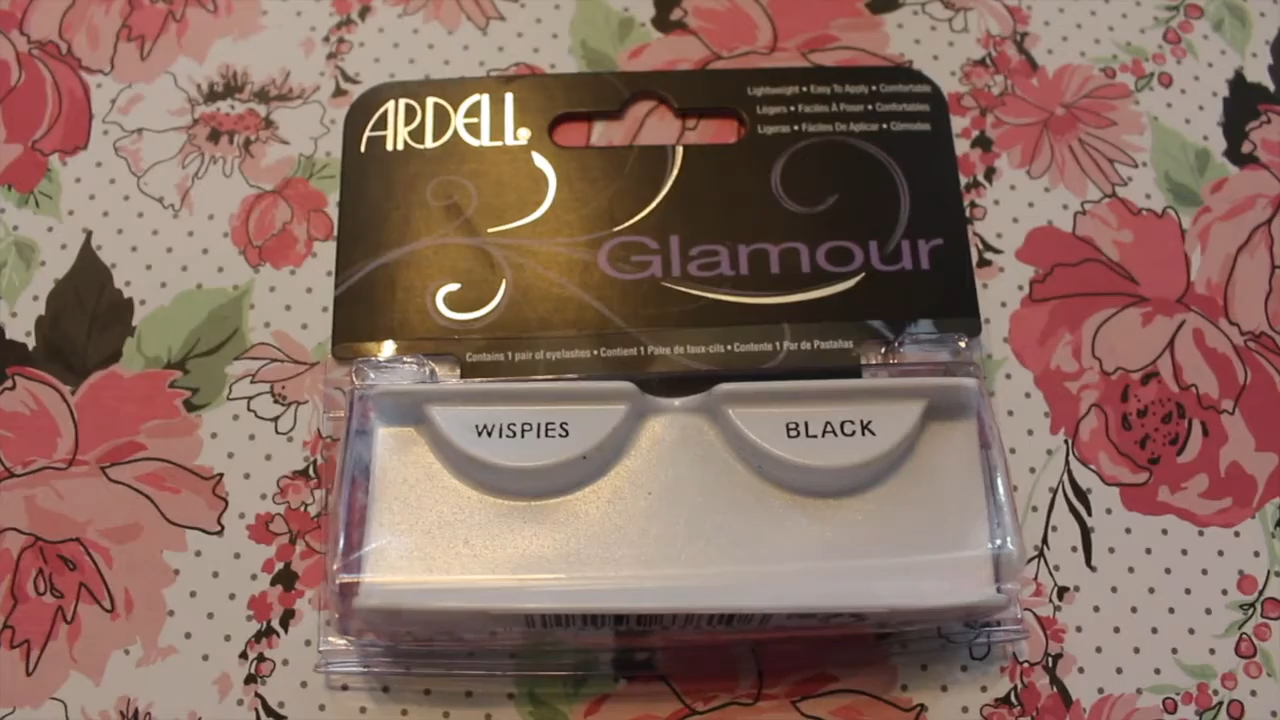 ARDELL®
Lightweight • Easy To Apply • Comfortable
Légers • Faciles À Poser • Confortables
Ligeras • Fáciles De Aplicar • Cómodas
Glamour
Contains 1 pair of eyelashes • Contient 1 Paire de faux-cils • Contente 1 Par de Pastañas
WISPIES
BLACK